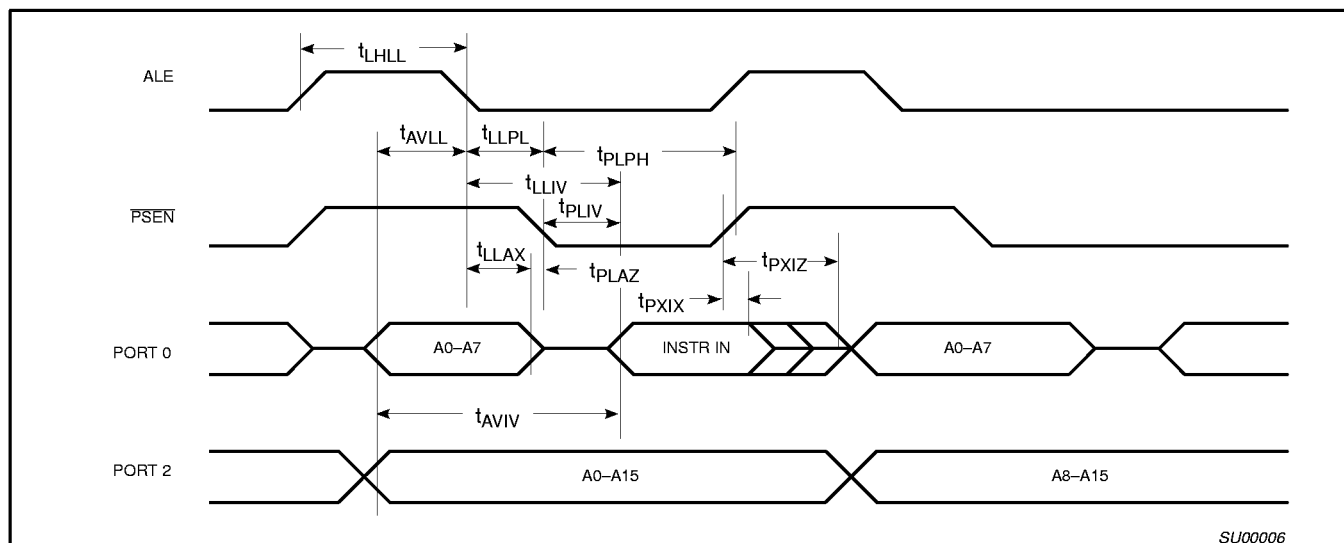 tLHLL
ALE
tAVLL
tLLPL
tPLPH
tLLIV
PSEN
tPLIV
tLLAX
tPLAZ
tPXIZ
tPXIX
PORT 0
A0–A7
INSTR IN
A0–A7
tAVIV
PORT 2
A0–A15
A8–A15
SU00006